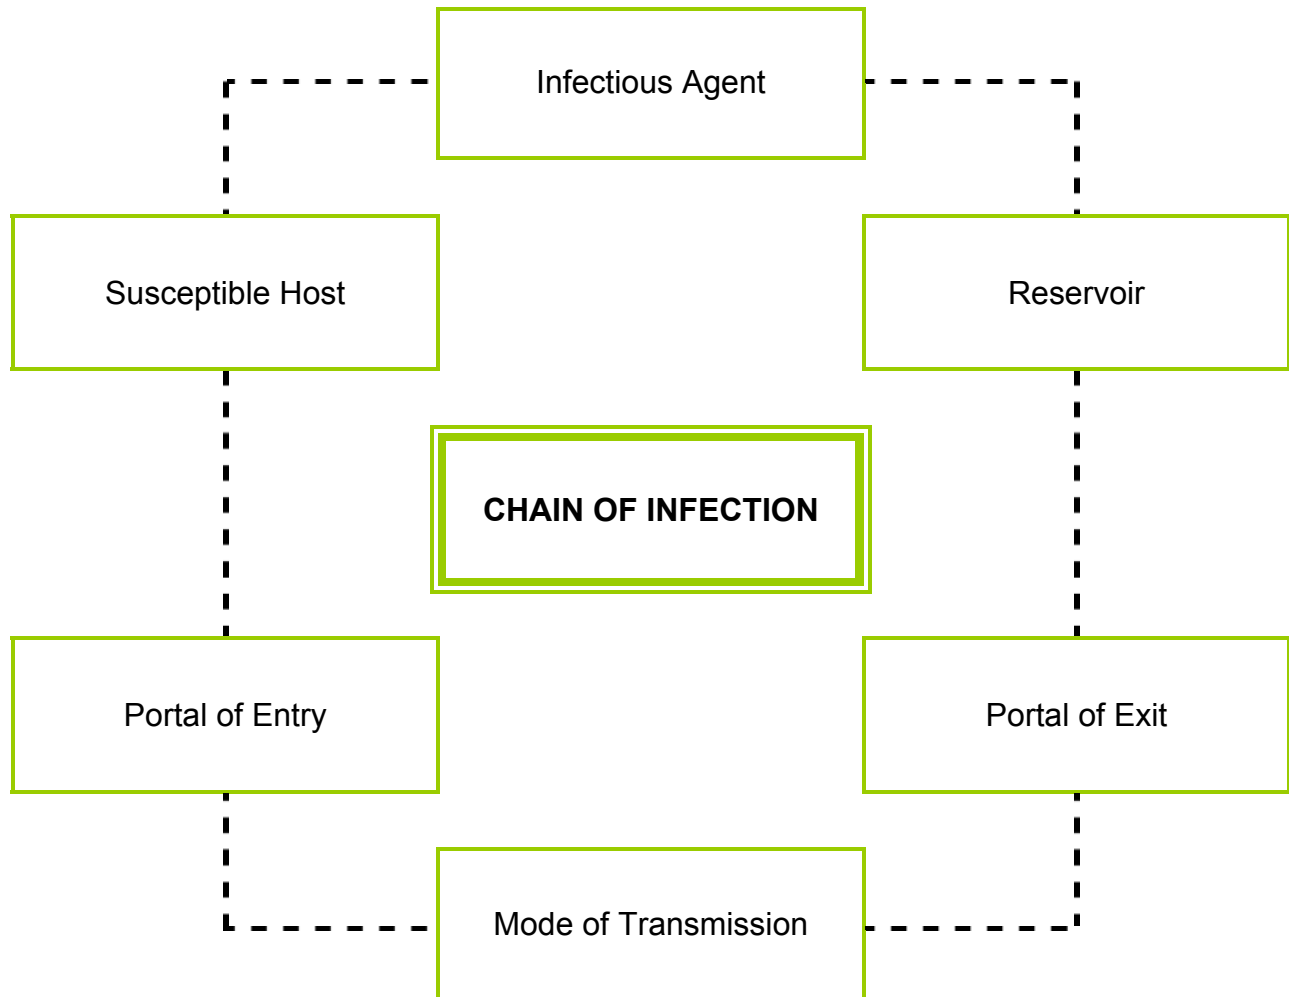 Infectious Agent
Susceptible Host
Reservoir
CHAIN OF INFECTION
Portal of Entry
Portal of Exit
Mode of Transmission